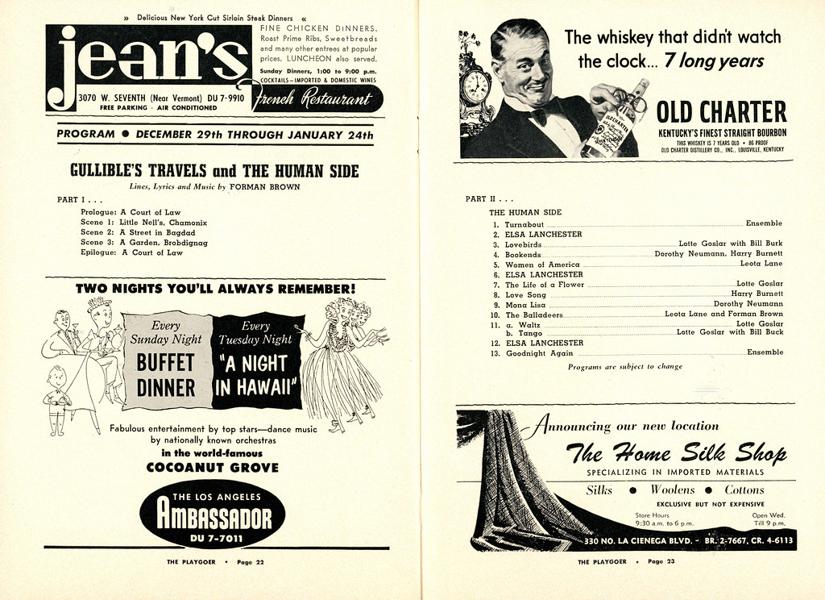 » Delicious New York Cut Sirloin Steak Dinners «
jean's
FINE CHICKEN DINNERS,
Roast Prime Ribs, Sweetbreads
and many other entrees at popular
prices. LUNCHEON also served.
Sunday Dinners, 1:00 to 9:00 p.m.
COCKTAILS—IMPORTED & DOMESTIC WINES
3070 W. SEVENTH (Near Vermont) DU 7-9910
FREE PARKING - AIR CONDITIONED
French Restaurant
PROGRAM ● DECEMBER 29th THROUGH JANUARY 24th
GULLIBLE'S TRAVELS and THE HUMAN SIDE
Lines, Lyrics and Music by FORMAN BROWN
PART I . . .
Prologue: A Court of Law
Scene 1: Little Nell's, Chamonix
Scene 2: A Street in Bagdad
Scene 3: A Garden, Brobdignag
Epilogue: A Court of Law
TWO NIGHTS YOU'LL ALWAYS REMEMBER!
Every
Sunday Night
BUFFET
DINNER
Every
Tuesday Night
"A NIGHT
IN HAWAII"
Fabulous entertainment by top stars—dance music
by nationally known orchestras
in the world-famous
COCOANUT GROVE
THE LOS ANGELES
AMBASSADOR
DU 7-7011
THE PLAYGOER • Page 22
The whiskey that didn't watch
the clock... 7 long years
OLD CHARTER
KENTUCKY'S FINEST STRAIGHT BOURBON
THIS WHISKEY IS 7 YEARS OLD • 86 PROOF
OLD CHARTER DISTILLERY CO., INC., LOUISVILLE, KENTUCKY
PART II . . .
THE HUMAN SIDE
1. Turnabout Ensemble
2. ELSA LANCHESTER
3. Lovebirds Lotte Goslar with Bill Burk
4. Bookends Dorothy Neumann, Harry Burnett
5. Women of America Leota Lane
6. ELSA LANCHESTER
7. The Life of a Flower Lotte Goslar
8. Love Song Harry Burnett
9. Mona Lisa Dorothy Neumann
10. The Balladeers Leota Lane and Forman Brown
11. a. Waltz Lotte Goslar
b. Tango Lotte Goslar with Bill Buck
12. ELSA LANCHESTER
13. Goodnight Again Ensemble
Programs are subject to change
Announcing our new location
The Home Silk Shop
SPECIALIZING IN IMPORTED MATERIALS
Silks ● Woolens ● Cottons
EXCLUSIVE BUT NOT EXPENSIVE
Store Hours
9:30 a.m. to 6 p.m.
Open Wed.
Till 9 p.m.
330 NO. LA CIENEGA BLVD. - BR. 2-7667, CR. 4-6113
THE PLAYGOER • Page 23